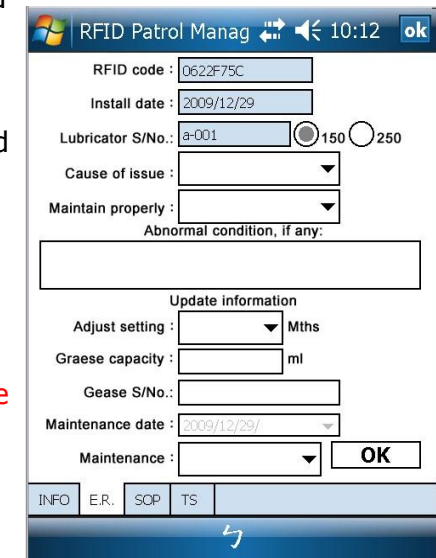 RFID Patrol Manag 10:12 ok
RFID code : 0622F75C
Install date : 2009/12/29
Lubricator S/No.: a-001 150 250
Cause of issue :
Maintain properly :
Abnormal condition, if any:
Update information
Adjust setting : Mths
Graese capacity : ml
Gease S/No.:
Maintenance date : 2009/12/29/
Maintenance : OK
INFO E.R. SOP TS
ㄣ